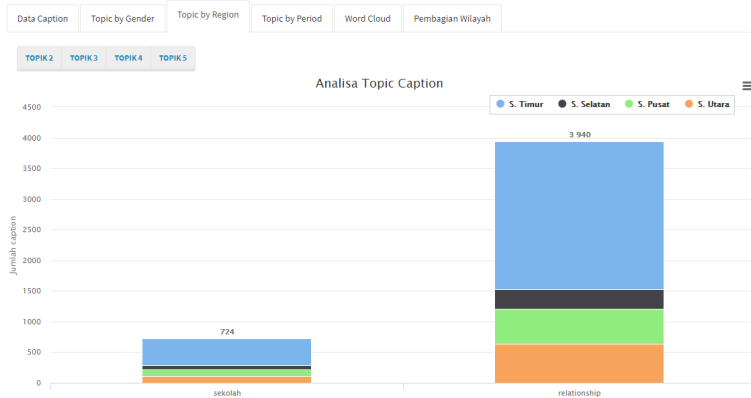 Data Caption Topic by Gender Topic by Region Topic by Period Word Cloud Pembagian Wilayah
TOPIK 2 TOPIK 3 TOPIK 4 TOPIK 5
Analisa Topic Caption
S. Timur S. Selatan S. Pusat S. Utara
Jumlah caption
4500
4000
3500
3000
2500
2000
1500
1000
500
0
724
3 940
sekolah relationship